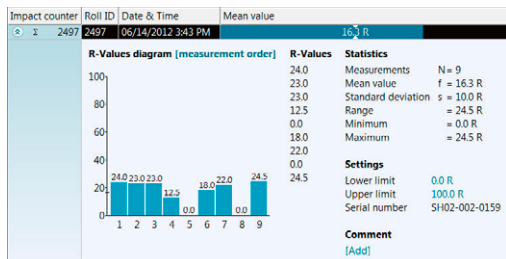 Impact counter Roll ID Date & Time Mean value
Σ 2497 2497 06/14/2012 3:43 PM 16.3 R
R-Values diagram [measurement order]
100
80
60
40
20
0
24.0 23.0 23.0 12.5 0.0 18.0 22.0 0.0 24.5
1 2 3 4 5 6 7 8 9
R-Values
24.0
23.0
23.0
12.5
0.0
18.0
22.0
0.0
24.5
Statistics
Measurements N= 9
Mean value f = 16.3 R
Standard deviation s = 10.0 R
Range = 24.5 R
Minimum = 0.0 R
Maximum = 24.5 R
Settings
Lower limit 0.0 R
Upper limit 100.0 R
Serial number SH02-002-0159
Comment
[Add]